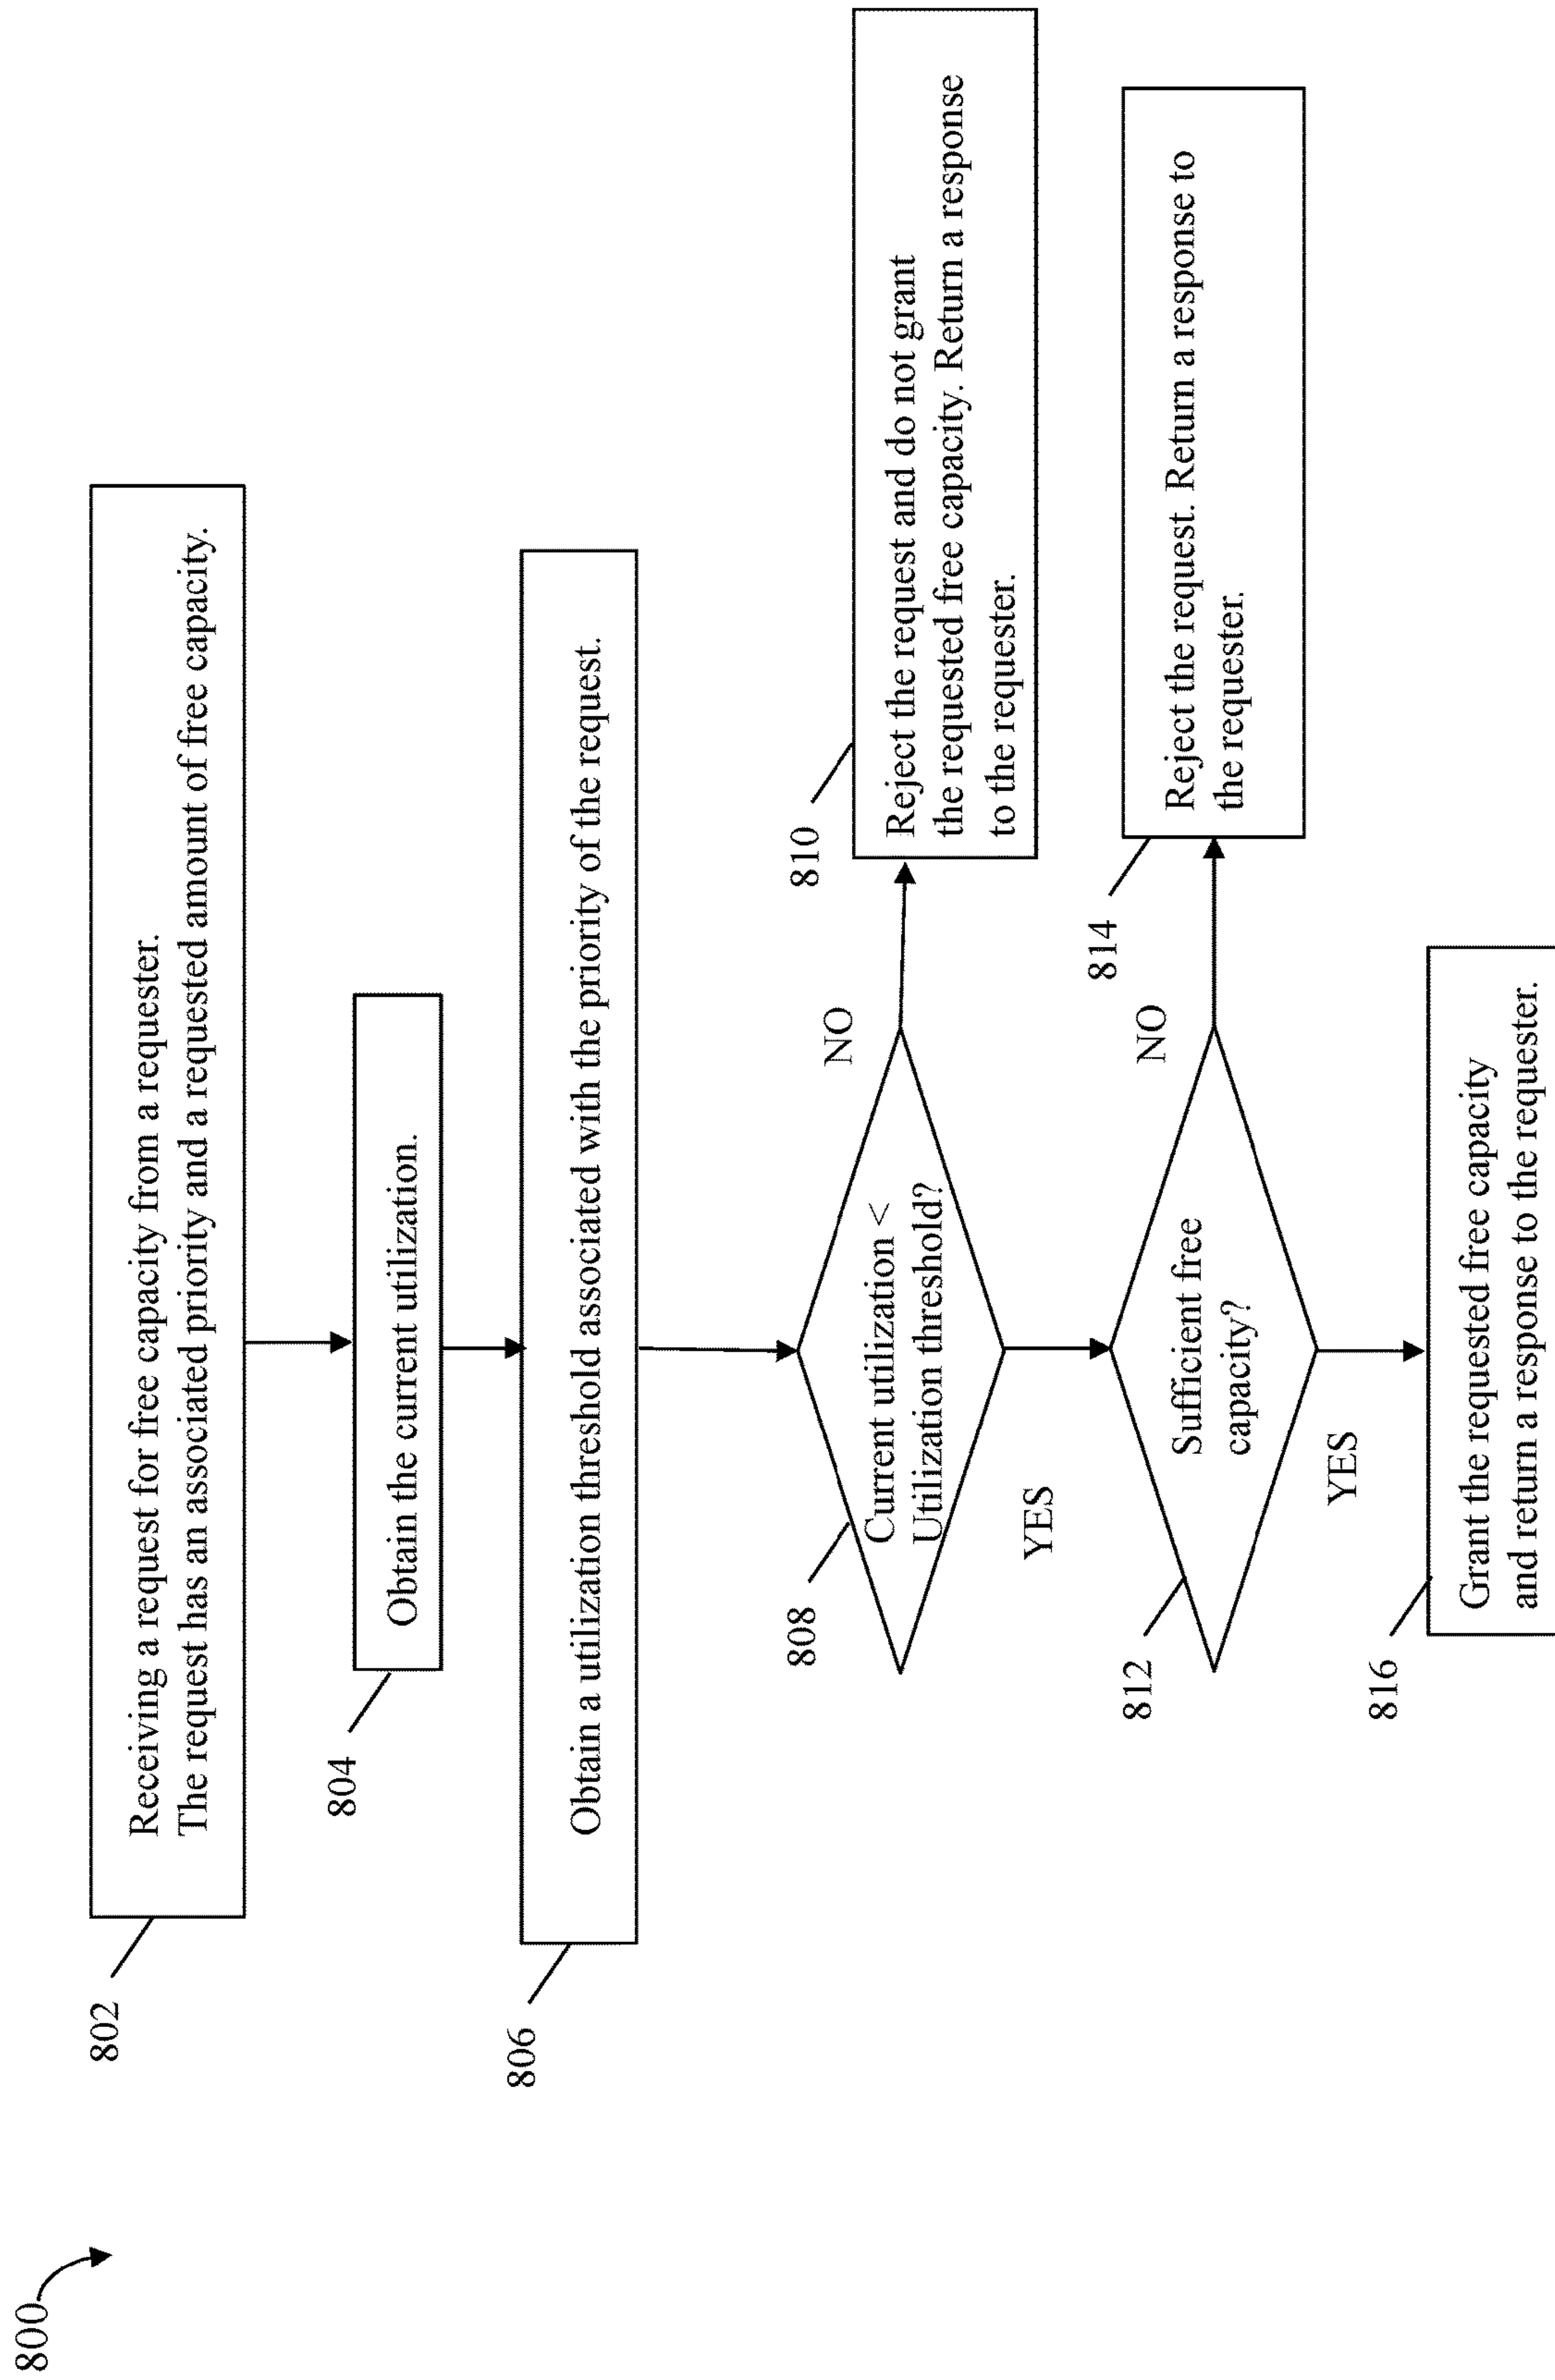 800
802
Receiving a request for free capacity from a requester.
The request has an associated priority and a requested amount of free capacity.
804
Obtain the current utilization.
806
Obtain a utilization threshold associated with the priority of the request.
808
Current utilization <
Utilization threshold?
NO
810
Reject the request and do not grant
the requested free capacity. Return a response
to the requester.
YES
812
Sufficient free
capacity?
NO
814
Reject the request. Return a response to
the requester.
YES
816
Grant the requested free capacity
and return a response to the requester.